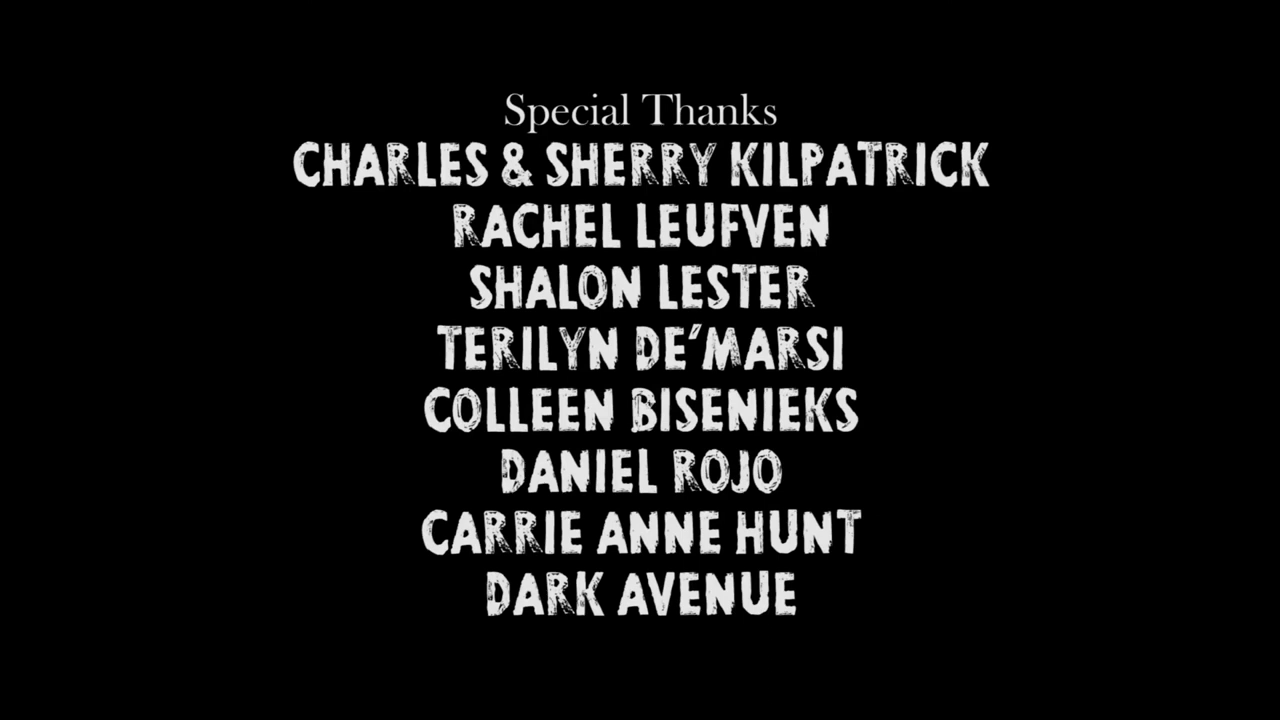 Special Thanks
CHARLES & SHERRY KILPATRICK
RACHEL LEUFVEN
SHALON LESTER
TERILYN DE'MARSI
COLLEEN BISENIEKS
DANIEL ROJO
CARRIE ANNE HUNT
DARK AVENUE